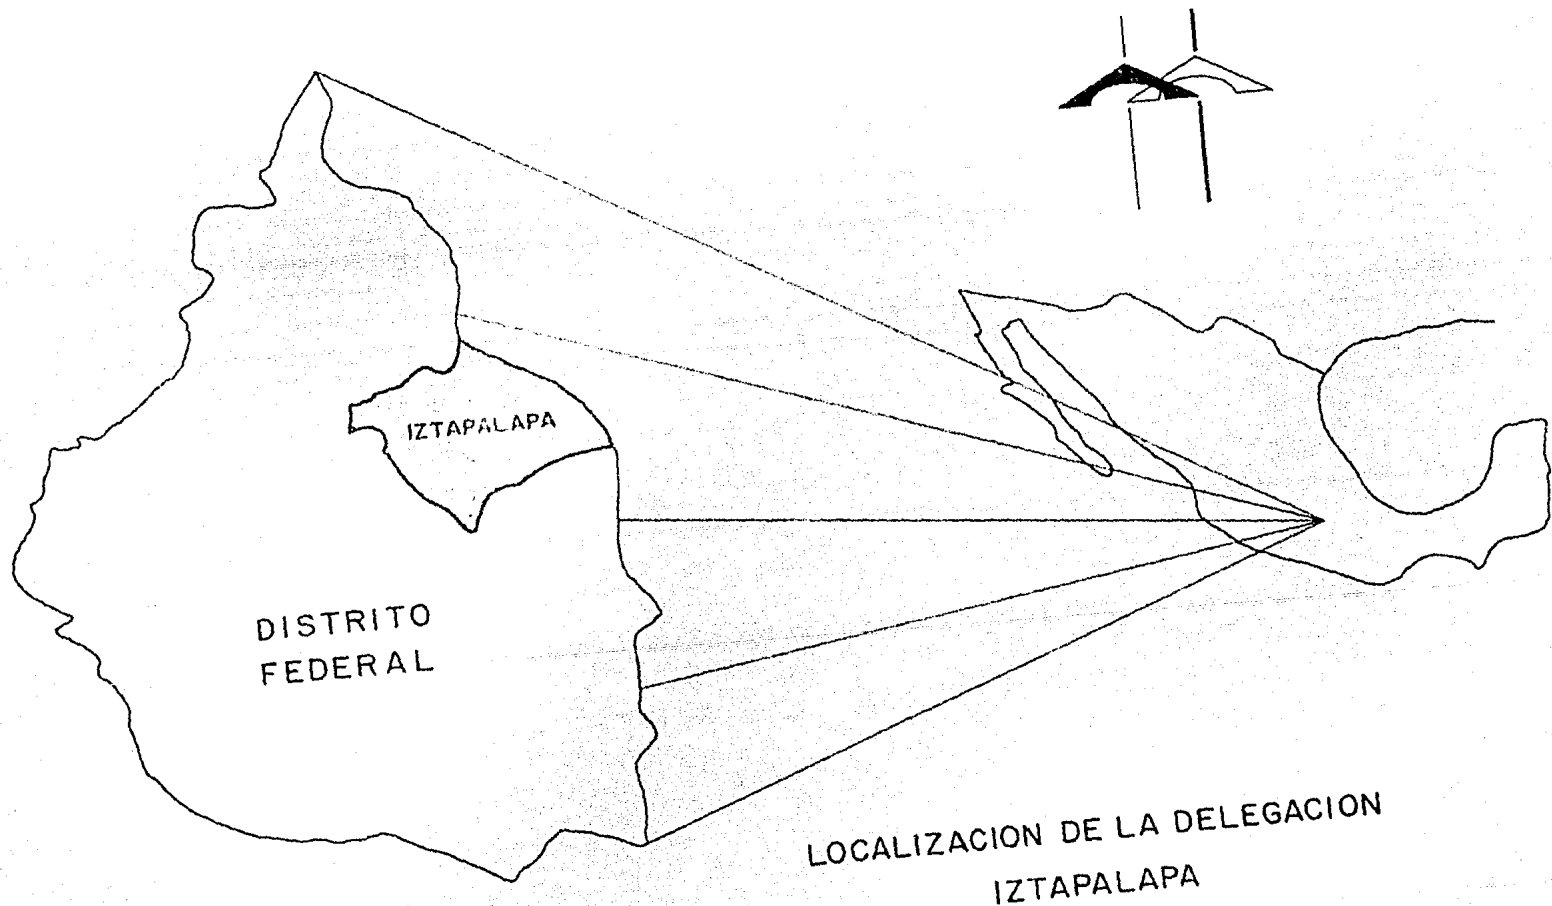 IZTAPALAPA
DISTRITO
FEDERAL
LOCALIZACION DE LA DELEGACION
IZTAPALAPA